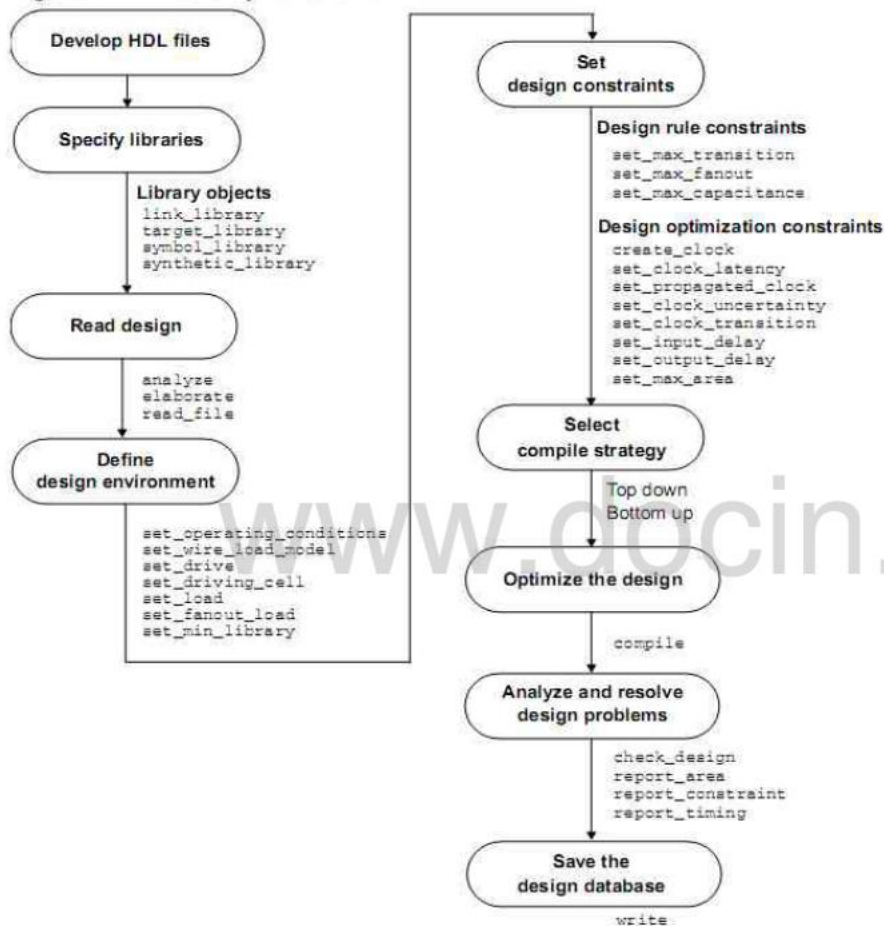 Develop HDL files
Specify libraries
Library objects
link_library
target_library
symbol_library
synthetic_library
Read design
analyze
elaborate
read_file
Define
design environment
set_operating_conditions
set_wire_load_model
set_drive
set_driving_cell
set_load
set_fanout_load
set_min_library
Set
design constraints
Design rule constraints
set_max_transition
set_max_fanout
set_max_capacitance
Design optimization constraints
create_clock
set_clock_latency
set_propagated_clock
set_clock_uncertainty
set_clock_transition
set_input_delay
set_output_delay
set_max_area
Select
compile strategy
Top down
Bottom up
Optimize the design
compile
Analyze and resolve
design problems
check_design
report_area
report_constraint
report_timing
Save the
design database
write
www.docin.